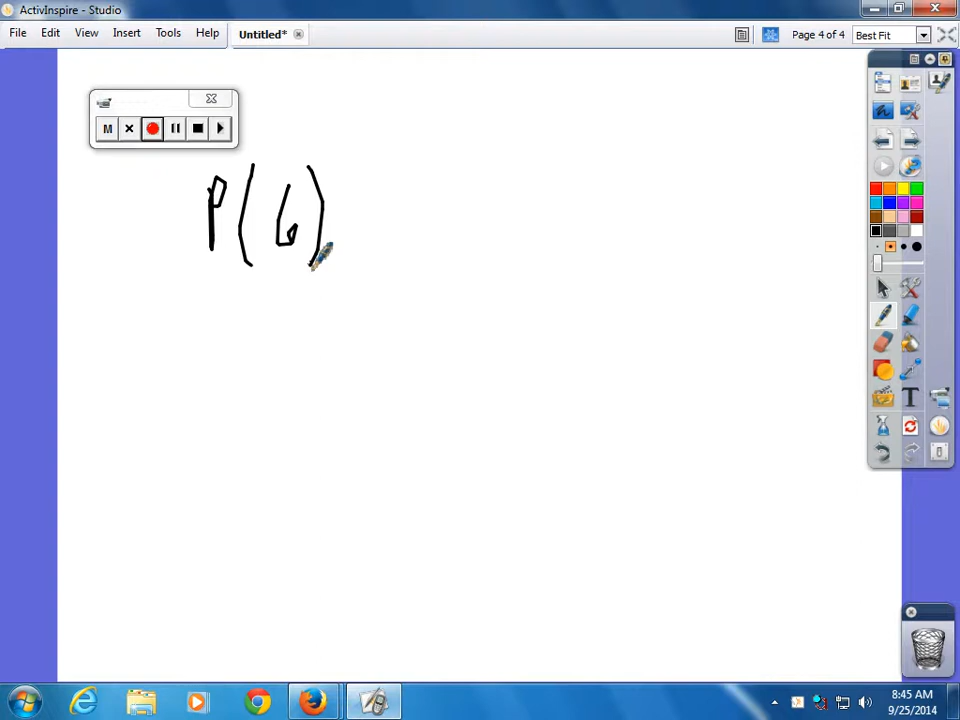 ActivInspire - Studio
File Edit View Insert Tools Help Untitled* Page 4 of 4 Best Fit
M
P(6)
T
8:45 AM
9/25/2014